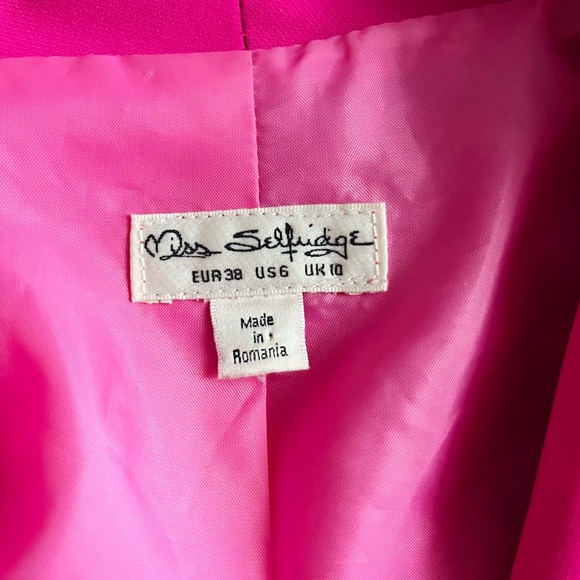 Miss Selfridge
EUR38 US6 UK10
Made
in
Romania